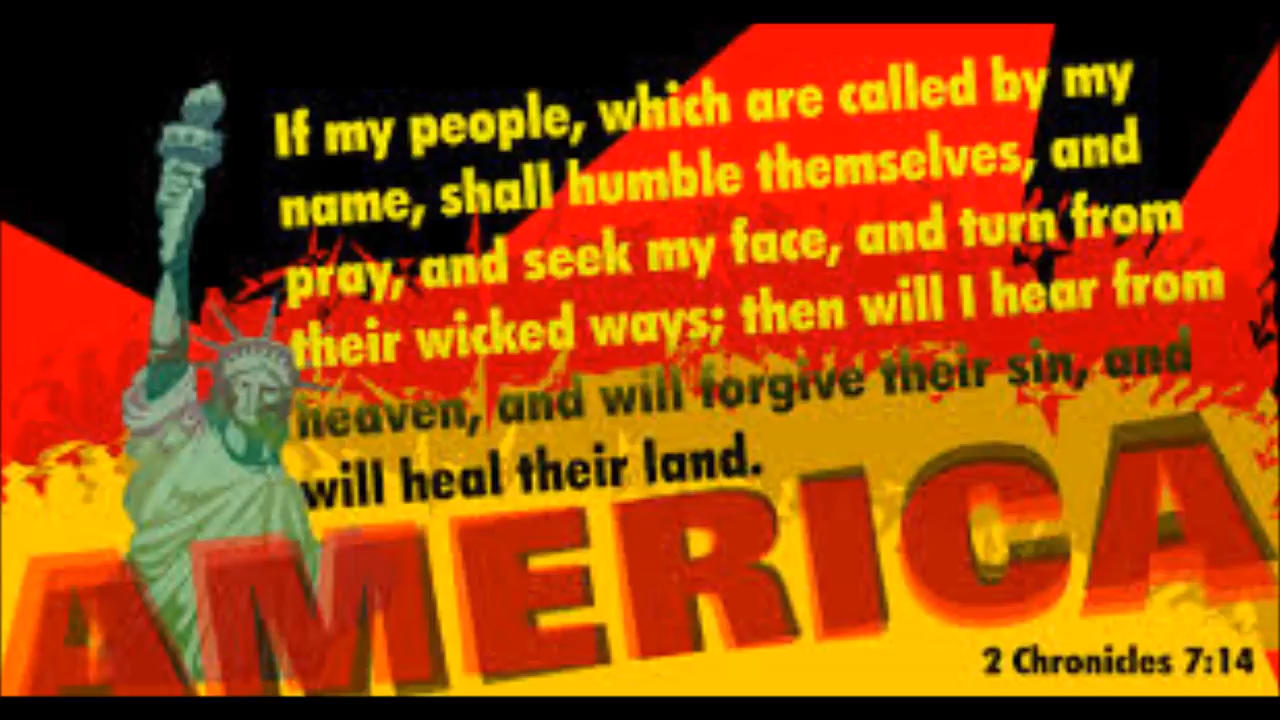 If my people, which are called by my
name, shall humble themselves, and
pray, and seek my face, and turn from
their wicked ways; then will I hear from
heaven, and will forgive their sin, and
will heal their land.
AMERICA
2 Chronicles 7:14